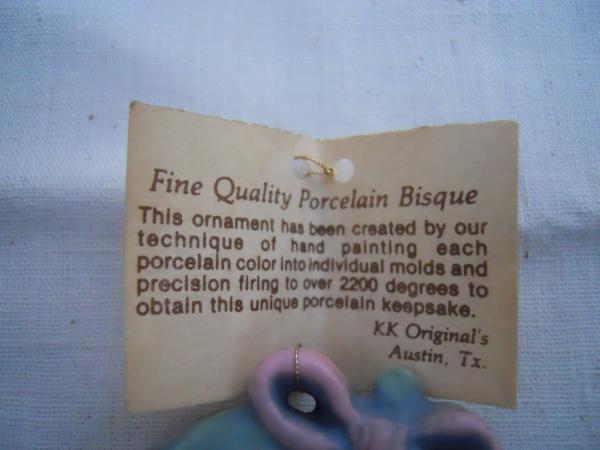 Fine Quality Porcelain Bisque
This ornament has been created by our
technique of hand painting each
porcelain color into individual molds and
precision firing to over 2200 degrees to
obtain this unique porcelain keepsake.
KK Original's
Austin, Tx.